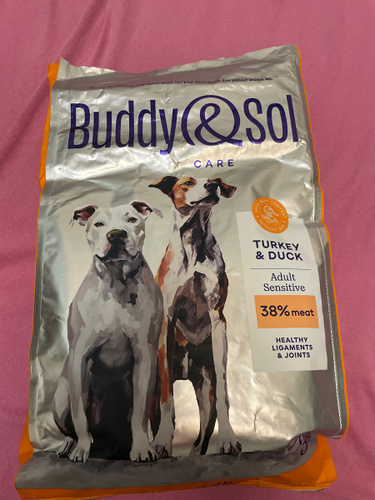 Buddy&Sol
CARE
TURKEY
& DUCK
Adult
Sensitive
38% meat
HEALTHY
LIGAMENTS
& JOINTS